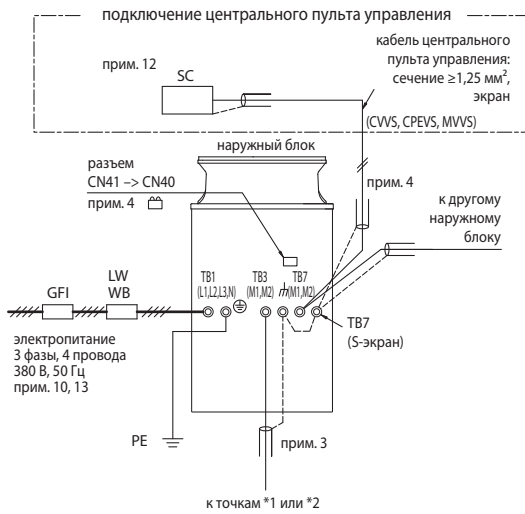 подключение центрального пульта управления
кабель центрального
пульта управления:
сечение ≥1,25 мм²,
экран
прим. 12
SC
(CVVS, CPEVS, MVVS)
наружный блок
разъем
CN41 –> CN40
прим. 4
прим. 4
к другому
наружному
блоку
TB1
(L1,L2,L3,N)
TB3
(M1,M2)
TB7
(M1,M2)
LW
GFI
WB
TB7
(S-экран)
электропитание
3 фазы, 4 провода
380 В, 50 Гц
прим. 10, 13
PE
прим. 3
к точкам *1 или *2